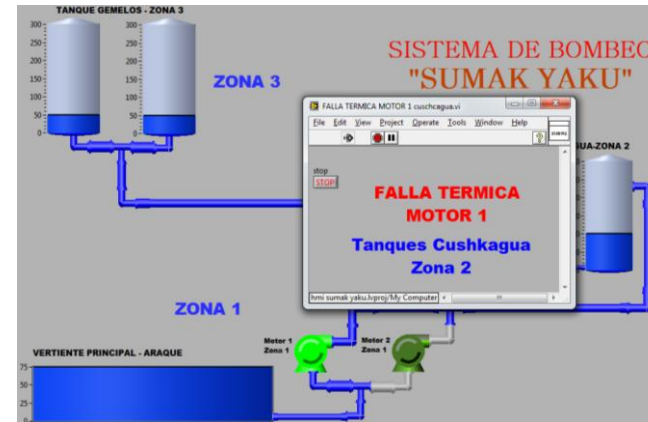 TANQUE GEMELOS - ZONA 3
300
250
200
150
100
50
0
300
250
200
150
100
50
0
ZONA 3
SISTEMA DE BOMBEO
"SUMAK YAKU"
FALLA TERMICA MOTOR 1 cushcagua.vi
File Edit View Project Operate Tools Window Help
stop
STOP
FALLA TERMICA
MOTOR 1
Tanques Cushkagua
Zona 2
hmi sumak yaku.lvproj/My Computer
GUA-ZONA 2
ZONA 1
Motor 1
Zona 1
Motor 2
Zona 1
VERTIENTE PRINCIPAL - ARAQUE
75
50
25
0